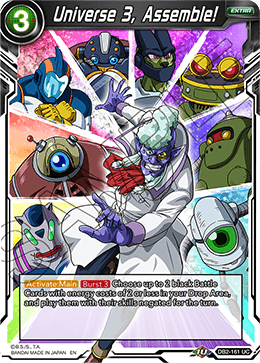 3
Universe 3, Assemble!
EXTRA
Activate:Main Burst 3 Choose up to 2 black Battle
Cards with energy costs of 2 or less in your Drop Area,
and play them with their skills negated for the turn.
©B.S./S.,TA
BANDAI MADE IN JAPAN EN
DB2-161 UC